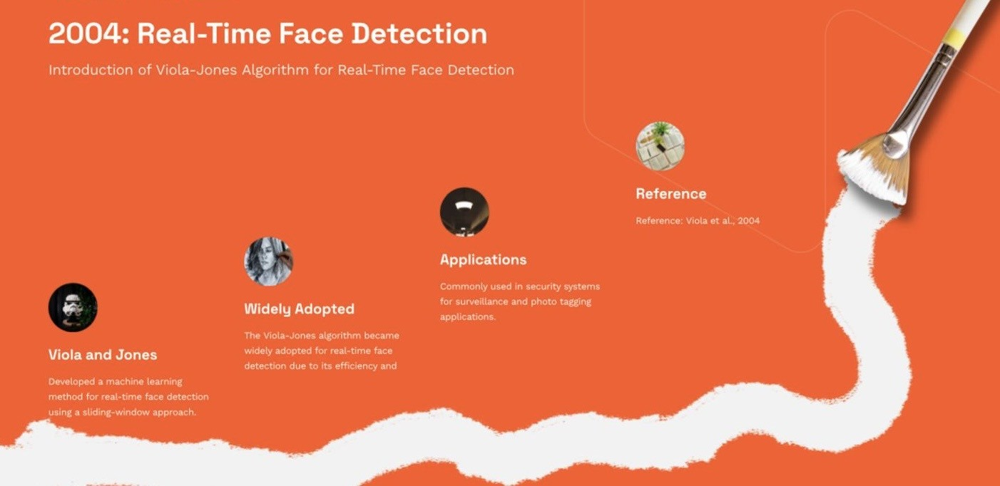 2004: Real-Time Face Detection
Introduction of Viola-Jones Algorithm for Real-Time Face Detection
Viola and Jones
Developed a machine learning
method for real-time face detection
using a sliding-window approach.
Widely Adopted
The Viola-Jones algorithm became
widely adopted for real-time face
detection due to its efficiency and
Applications
Commonly used in security systems
for surveillance and photo tagging
applications.
Reference
Reference: Viola et al., 2004